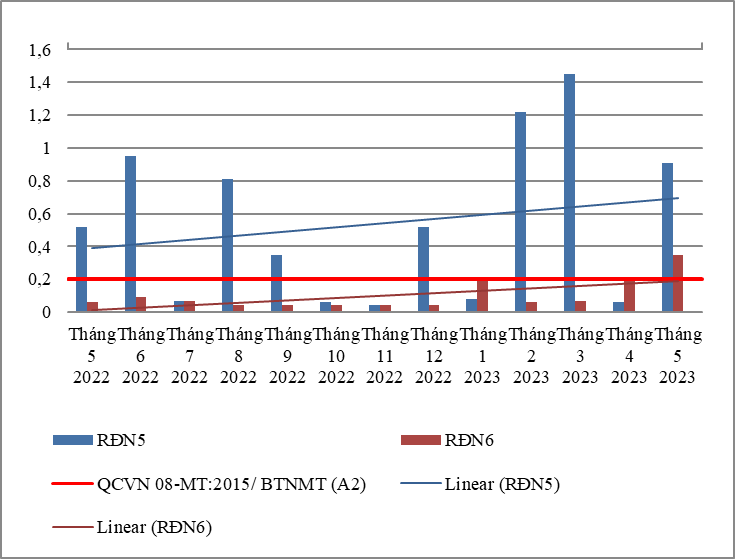 1,6
1,4
1,2
1
0,8
0,6
0,4
0,2
0
Tháng Tháng Tháng Tháng Tháng Tháng Tháng Tháng Tháng Tháng Tháng Tháng Tháng
5 6 7 8 9 10 11 12 1 2 3 4 5
2022 2022 2022 2022 2022 2022 2022 2022 2023 2023 2023 2023 2023
RĐN5 RĐN6
QCVN 08-MT:2015/ BTNMT (A2) Linear (RĐN5)
Linear (RĐN6)